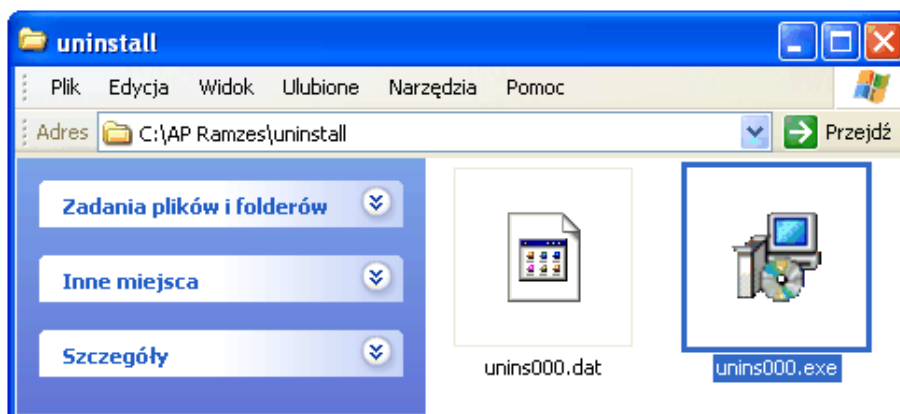 uninstall
Plik Edycja Widok Ulubione Narzędzia Pomoc
Adres C:\AP Ramzes\uninstall Przejdź
Zadania plików i folderów
Inne miejsca
Szczegóły
unins000.dat unins000.exe